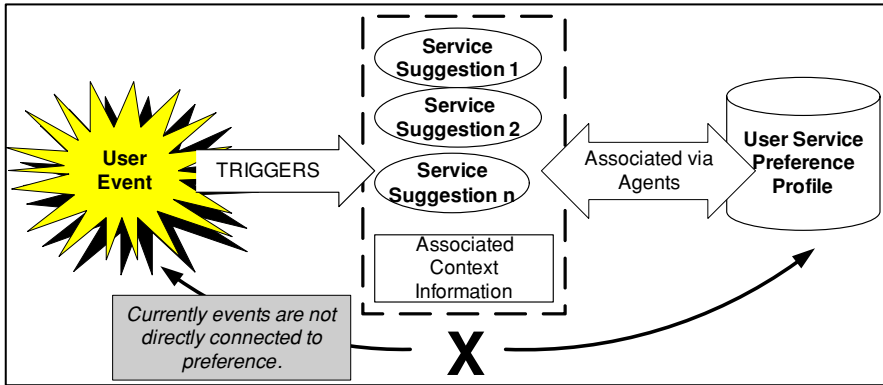 User
Event
TRIGGERS
Service
Suggestion 1
Service
Suggestion 2
Service
Suggestion n
Associated
Context
Information
Associated via
Agents
User Service
Preference
Profile
Currently events are not
directly connected to
preference.
X